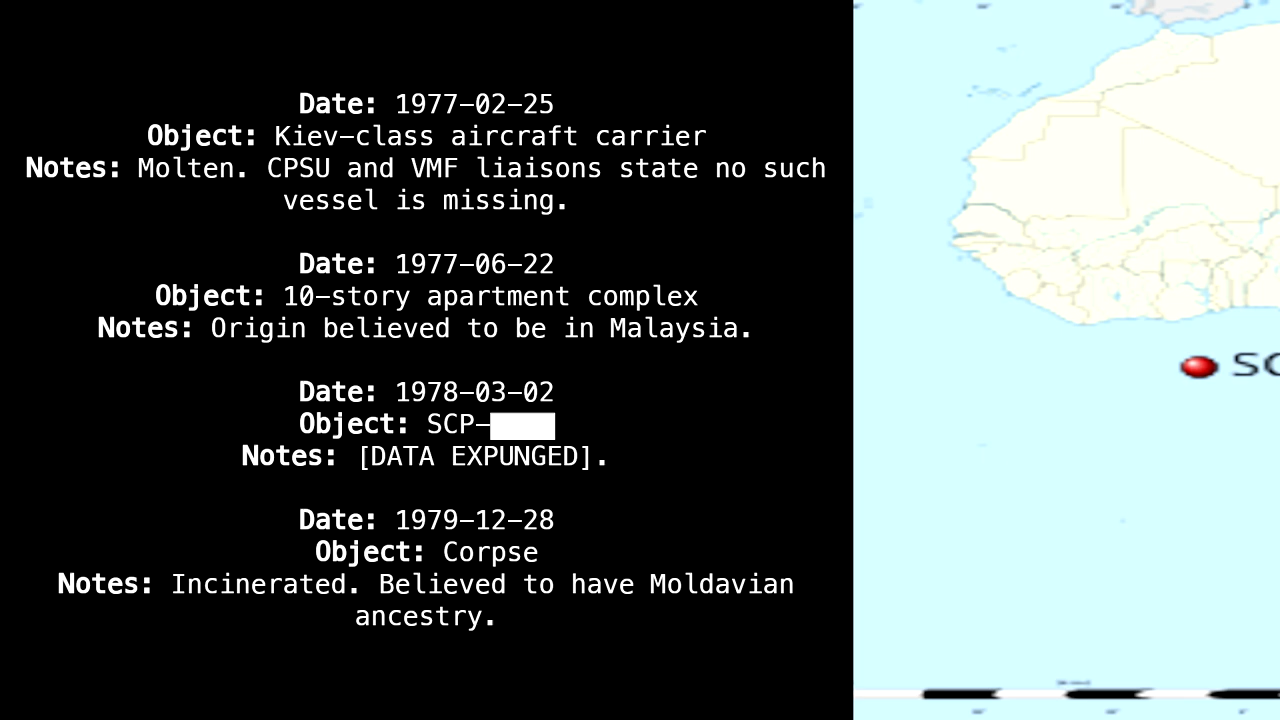 Date: 1977-02-25
Object: Kiev-class aircraft carrier
Notes: Molten. CPSU and VMF liaisons state no such
vessel is missing.
Date: 1977-06-22
Object: 10-story apartment complex
Notes: Origin believed to be in Malaysia.
Date: 1978-03-02
Object: SCP-████
Notes: [DATA EXPUNGED].
Date: 1979-12-28
Object: Corpse
Notes: Incinerated. Believed to have Moldavian
ancestry.
SC